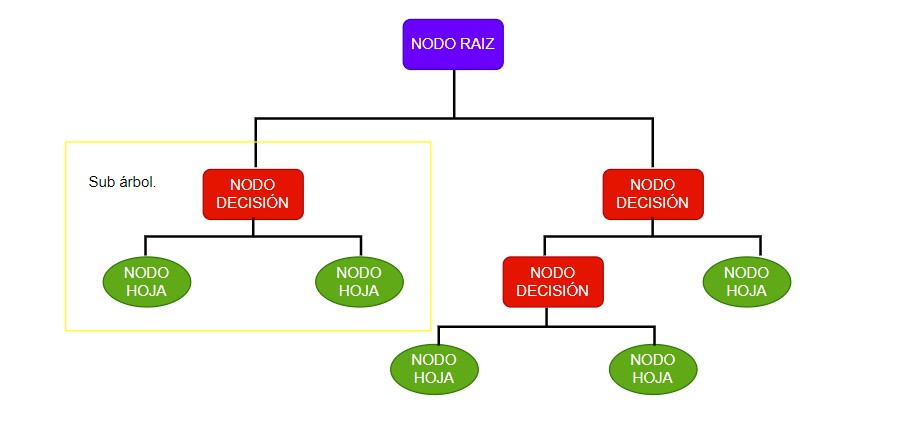 NODO RAIZ
Sub árbol.
NODO
DECISIÓN
NODO
DECISIÓN
NODO
HOJA
NODO
HOJA
NODO
DECISIÓN
NODO
HOJA
NODO
HOJA
NODO
HOJA